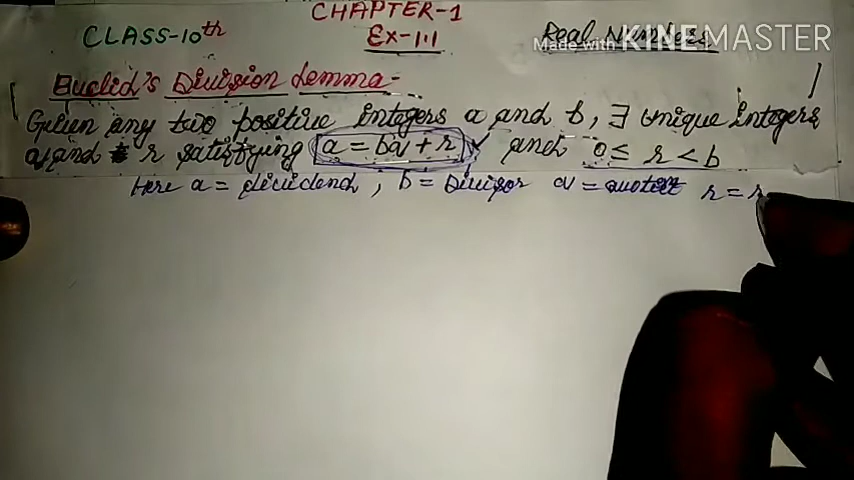 CHAPTER-1
CLASS-10th Ex-1.1 Real Numbers
Made with KINEMASTER
Euclid's Division Lemma-
Given any two positive integers a and b, ∃ unique integers
q and r satisfying a = bq + r and 0 ≤ r < b
Here a = dividend, b = Divisor q = quotient r = r